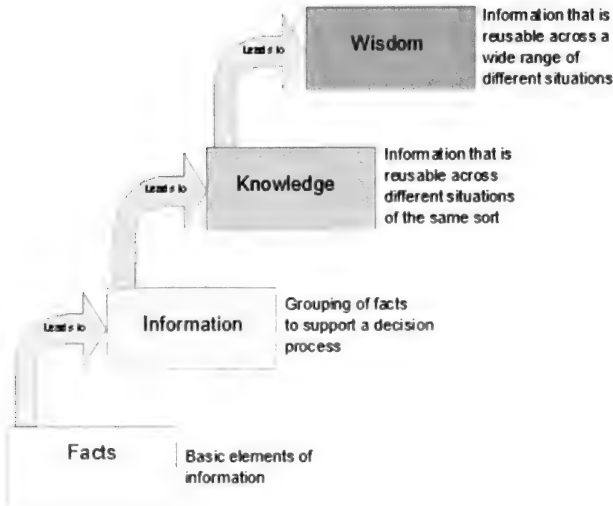 Wisdom
Information that is
reusable across a
wide range of
different situations
Leads to
Knowledge
Information that is
reusable across
different situations
of the same sort
Leads to
Information
Grouping of facts
to support a decision
process
Leads to
Facts
Basic elements of
information